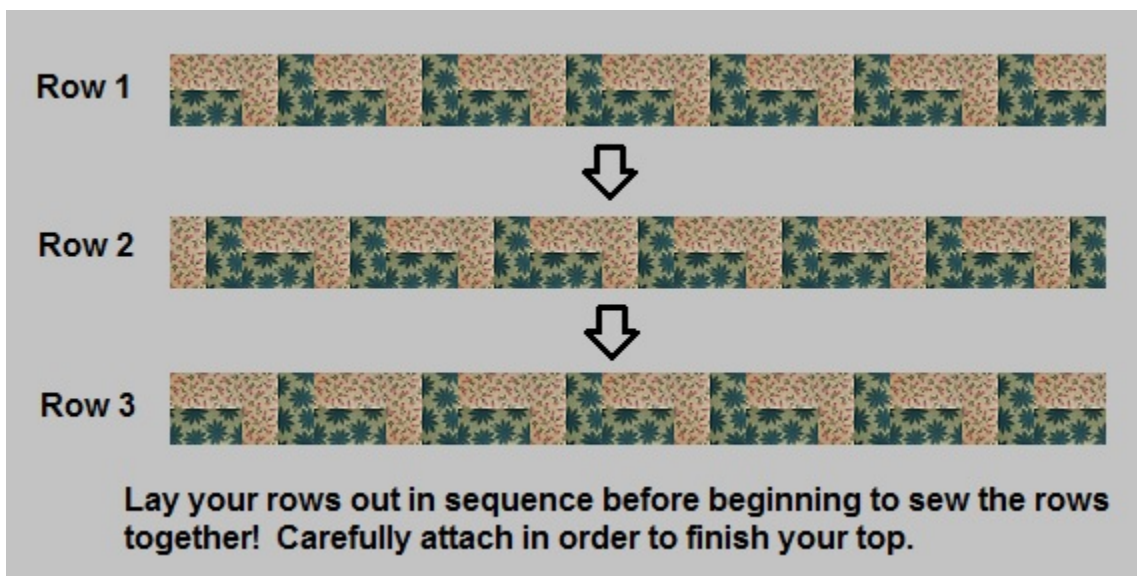 Row 1
Row 2
Row 3
Lay your rows out in sequence before beginning to sew the rows
together!  Carefully attach in order to finish your top.